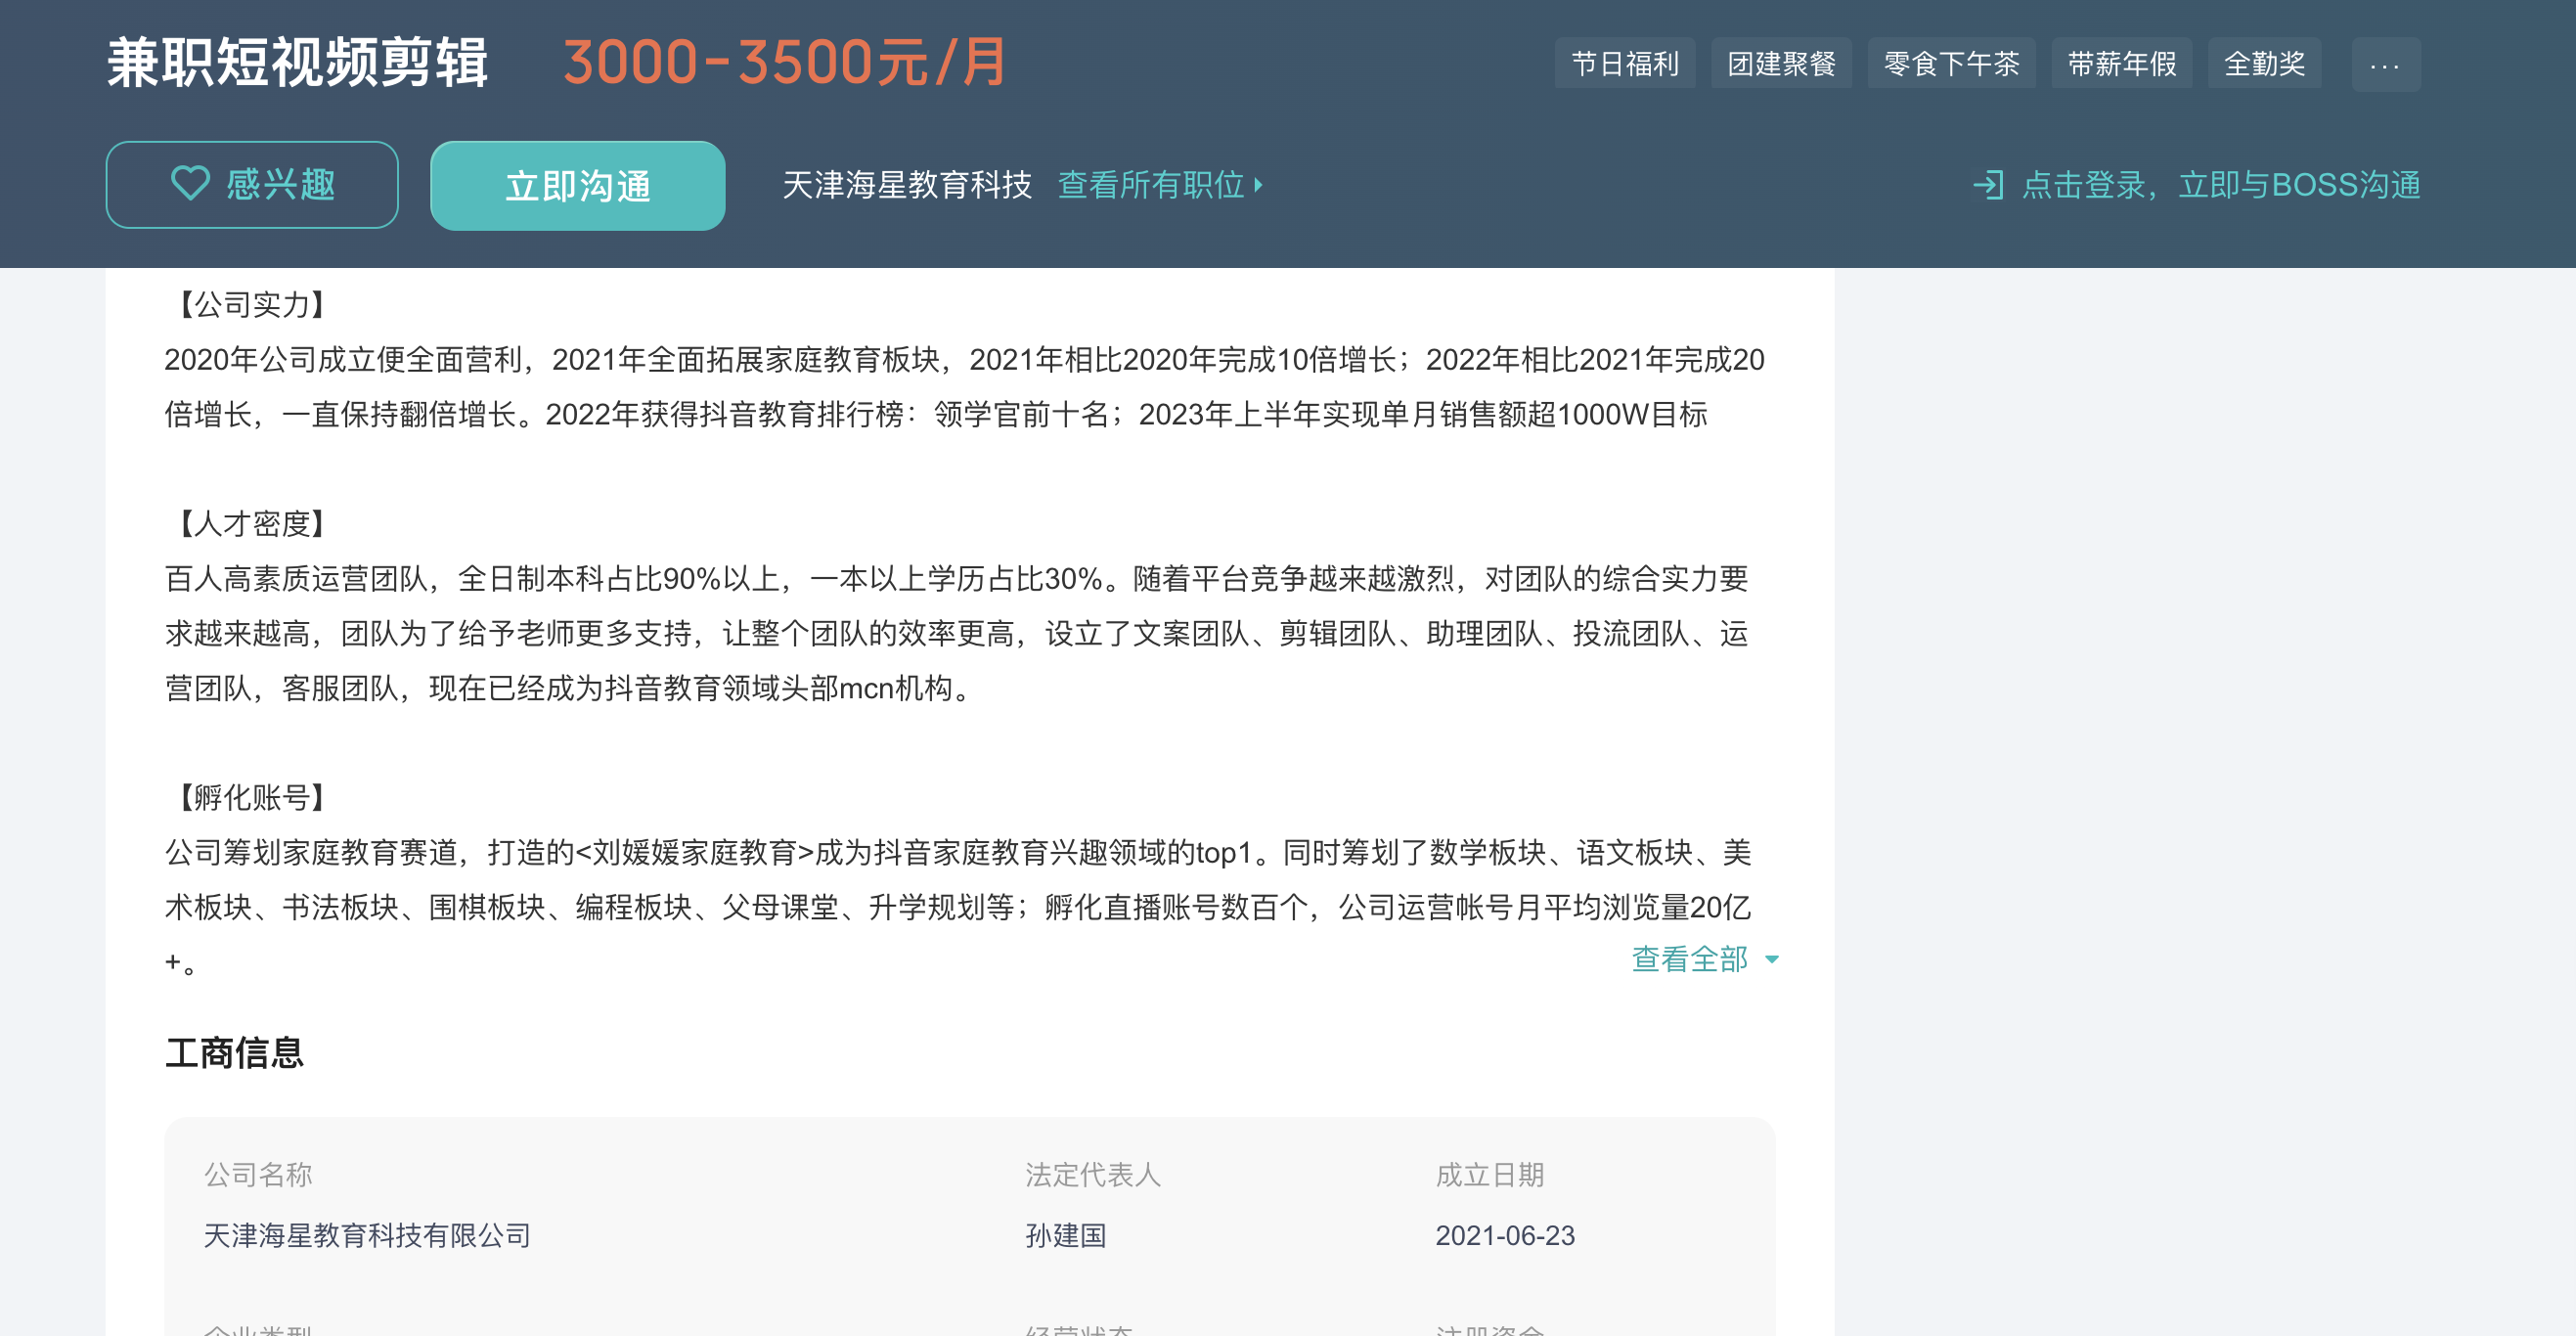 兼职短视频剪辑 3000-3500元/月
节日福利 团建聚餐 零食下午茶 带薪年假 全勤奖 ...
感兴趣 立即沟通 天津海星教育科技 查看所有职位 点击登录，立即与BOSS沟通
【公司实力】
2020年公司成立便全面营利，2021年全面拓展家庭教育板块，2021年相比2020年完成10倍增长；2022年相比2021年完成20
倍增长，一直保持翻倍增长。2022年获得抖音教育排行榜：领学官前十名；2023年上半年实现单月销售额超1000W目标
【人才密度】
百人高素质运营团队，全日制本科占比90%以上，一本以上学历占比30%。随着平台竞争越来越激烈，对团队的综合实力要
求越来越高，团队为了给予老师更多支持，让整个团队的效率更高，设立了文案团队、剪辑团队、助理团队、投流团队、运
营团队，客服团队，现在已经成为抖音教育领域头部mcn机构。
【孵化账号】
公司筹划家庭教育赛道，打造的<刘媛媛家庭教育>成为抖音家庭教育兴趣领域的top1。同时筹划了数学板块、语文板块、美
术板块、书法板块、围棋板块、编程板块、父母课堂、升学规划等；孵化直播账号数百个，公司运营帐号月平均浏览量20亿
+。
查看全部
工商信息
公司名称 法定代表人 成立日期
天津海星教育科技有限公司 孙建国 2021-06-23
企业类型 经营状态 注册资金